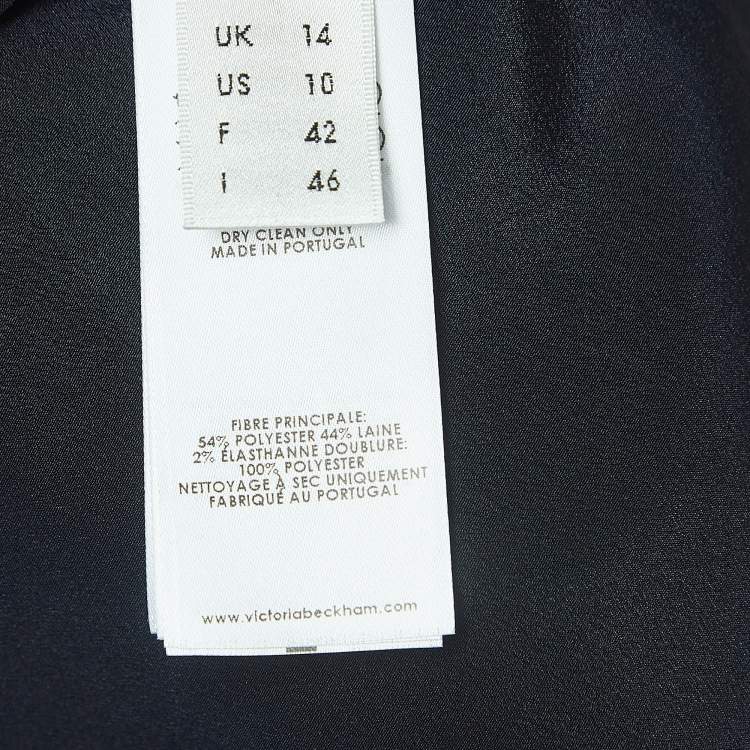 UK 14
US 10
F 42
I 46
DRY CLEAN ONLY
MADE IN PORTUGAL
FIBRE PRINCIPALE:
54% POLYESTER 44% LAINE
2% ÉLASTHANNE DOUBLURE:
100% POLYESTER
NETTOYAGE À SEC UNIQUEMENT
FABRIQUÉ AU PORTUGAL
www.victoriabeckham.com